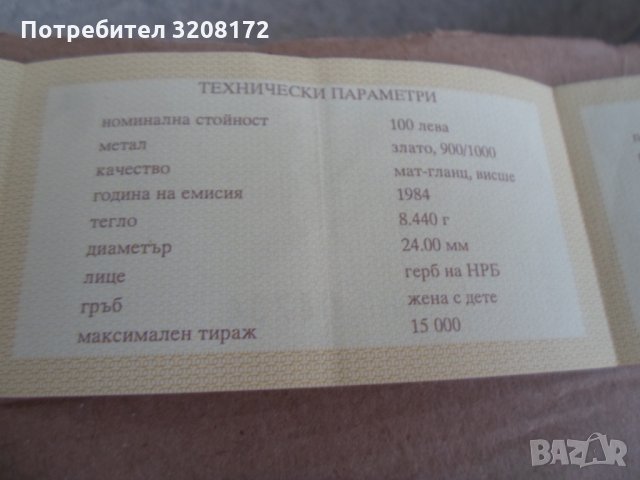 Потребител 3208172
ТЕХНИЧЕСКИ ПАРАМЕТРИ
номинална стойност 100 лева
метал злато, 900/1000
качество мат-гланц, висше
година на емисия 1984
тегло 8.440 г
диаметър 24.00 мм
лице герб на НРБ
гръб жена с дете
максимален тираж 15 000
BAZAR